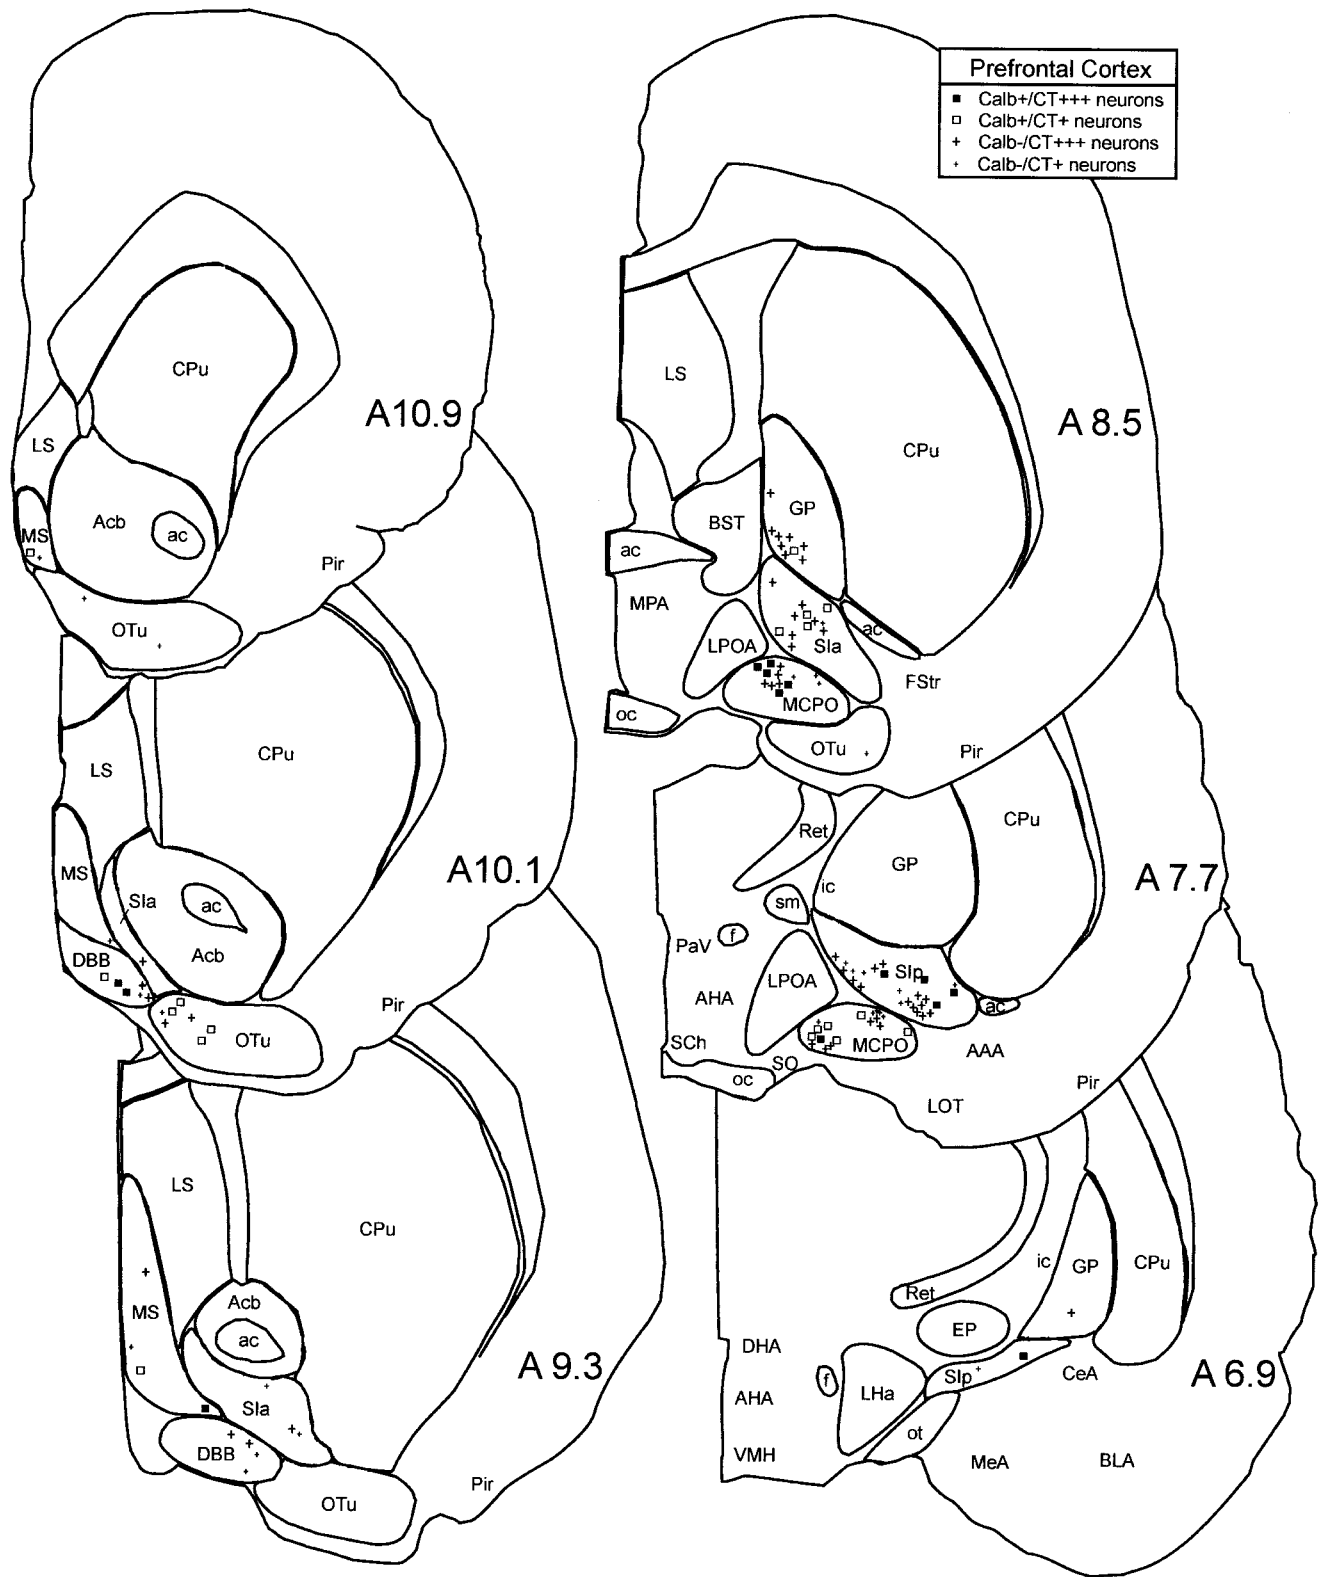 Prefrontal Cortex
■ Calb+/CT+++ neurons
□ Calb+/CT+ neurons
+ Calb-/CT+++ neurons
+ Calb-/CT+ neurons
CPu
A10.9
LS
Acb
ac
MS
Pir
OTu
CPu
LS
A10.1
MS
SIa
ac
Acb
DBB
Pir
OTu
LS
CPu
Acb
MS
ac
A 9.3
SIa
DBB
Pir
OTu
LS
A 8.5
CPu
GP
BST
ac
MPA
LPOA
SIa
ac
FStr
MCPO
oc
OTu
Pir
Ret
CPu
GP
A 7.7
ic
sm
f
PaV
SIp
LPOA
AHA
ac
SCh
MCPO
AAA
SO
oc
Pir
LOT
ic
GP
CPu
Ret
EP
DHA
SIp
CeA
A 6.9
f
LHa
AHA
ot
VMH
MeA
BLA